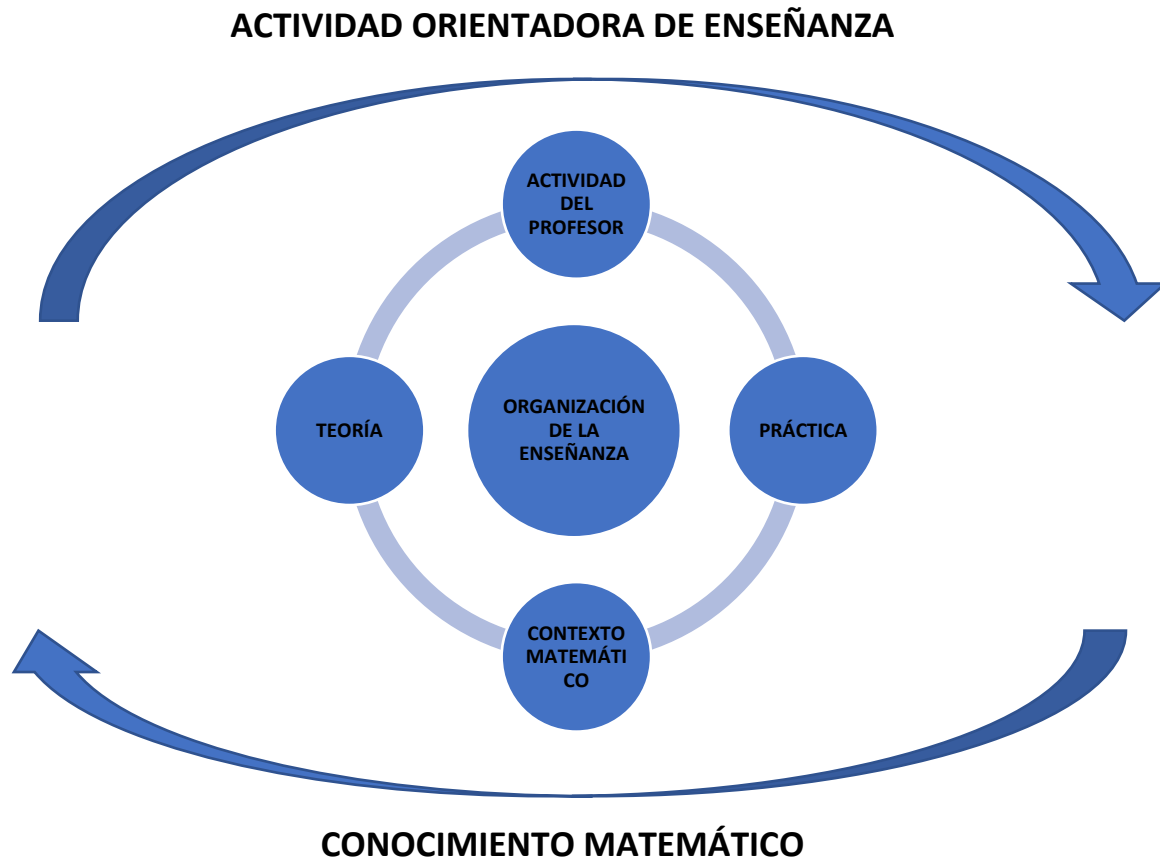 ACTIVIDAD ORIENTADORA DE ENSEÑANZA
ACTIVIDAD
DEL
PROFESOR
TEORÍA
ORGANIZACIÓN
DE LA
ENSEÑANZA
PRÁCTICA
CONTEXTO
MATEMÁTI
CO
CONOCIMIENTO MATEMÁTICO